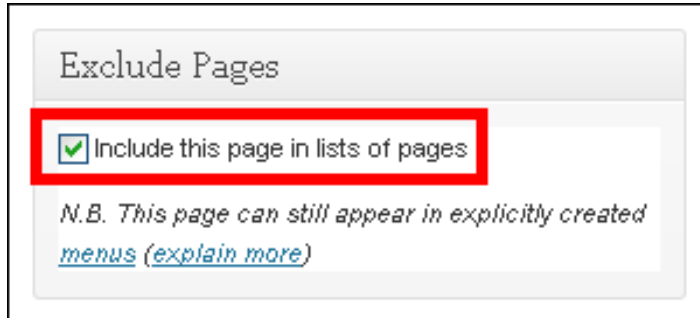 Exclude Pages
Include this page in lists of pages
N.B. This page can still appear in explicitly created
menus (explain more)